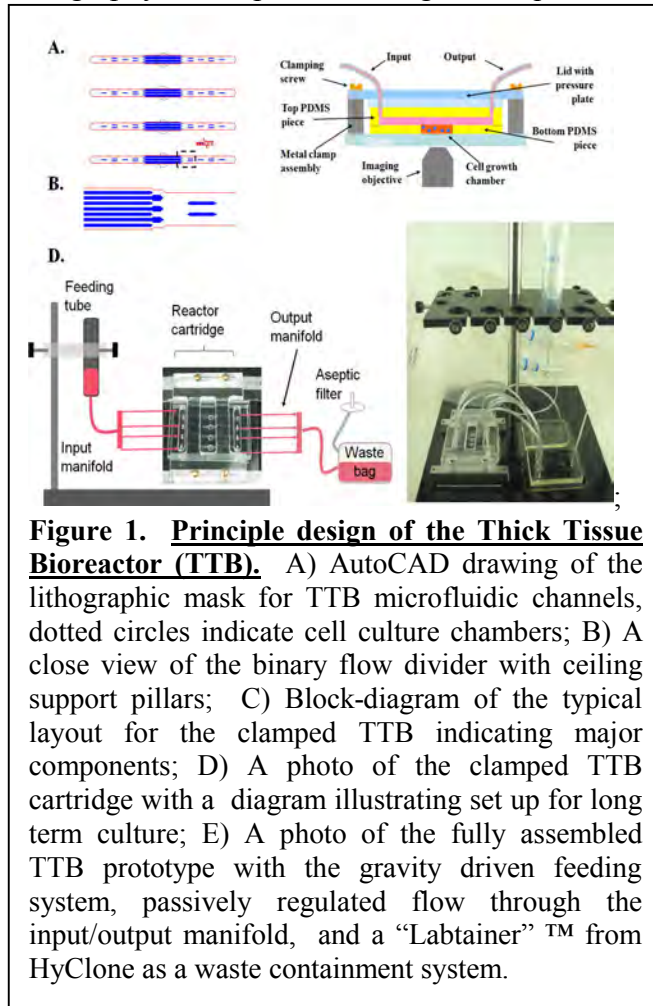 A.
Input
Output
Clamping
screw
Lid with
pressure
plate
Top PDMS
piece
Bottom PDMS
piece
Metal clamp
assembly
Imaging
objective
Cell growth
chamber
B.
D.
Feeding
tube
Reactor
cartridge
Output
manifold
Aseptic
filter
Input
manifold
Waste
bag
;
Figure 1. Principle design of the Thick Tissue
Bioreactor (TTB). A) AutoCAD drawing of the
lithographic mask for TTB microfluidic channels,
dotted circles indicate cell culture chambers; B) A
close view of the binary flow divider with ceiling
support pillars; C) Block-diagram of the typical
layout for the clamped TTB indicating major
components; D) A photo of the clamped TTB
cartridge with a diagram illustrating set up for long
term culture; E) A photo of the fully assembled
TTB prototype with the gravity driven feeding
system, passively regulated flow through the
input/output manifold, and a “Labtainer” ™ from
HyClone as a waste containment system.